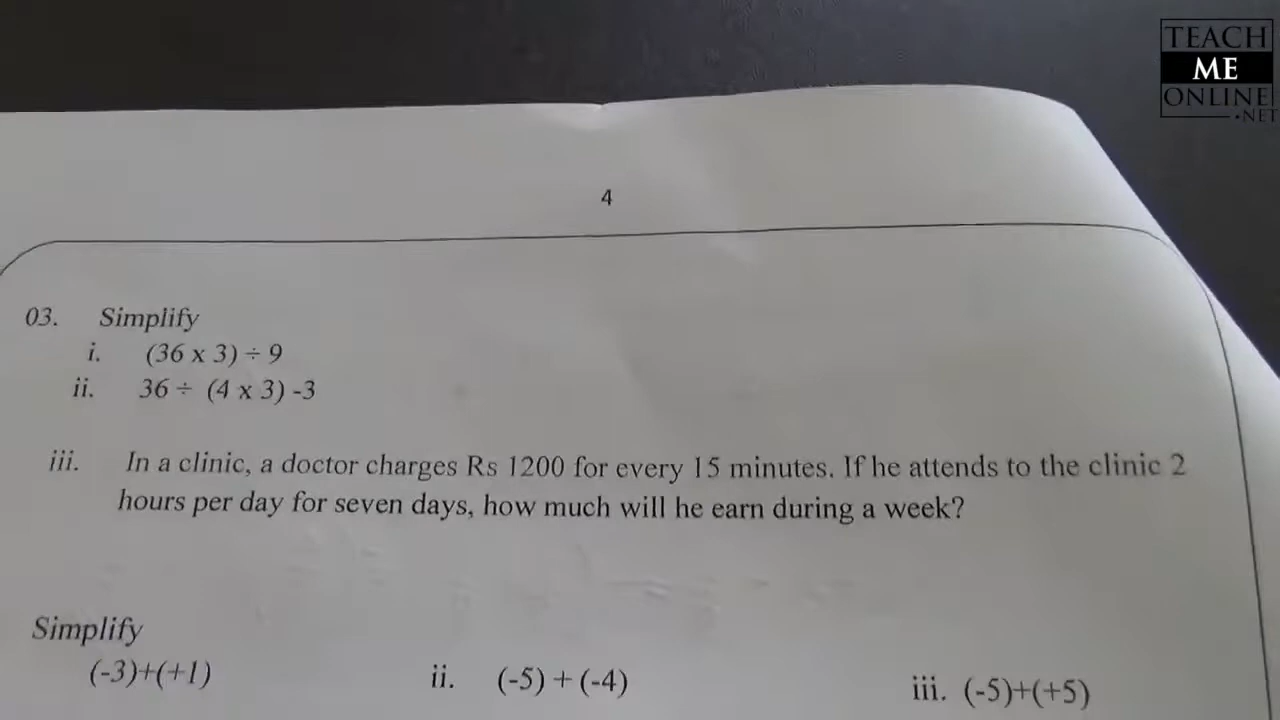 TEACH
ME
ONLINE
.NET
4
03. Simplify
i. (36 x 3) ÷ 9
ii. 36 ÷ (4 x 3) -3
iii. In a clinic, a doctor charges Rs 1200 for every 15 minutes. If he attends to the clinic 2
hours per day for seven days, how much will he earn during a week?
Simplify
(-3)+(+1) ii. (-5) + (-4) iii. (-5)+(+5)